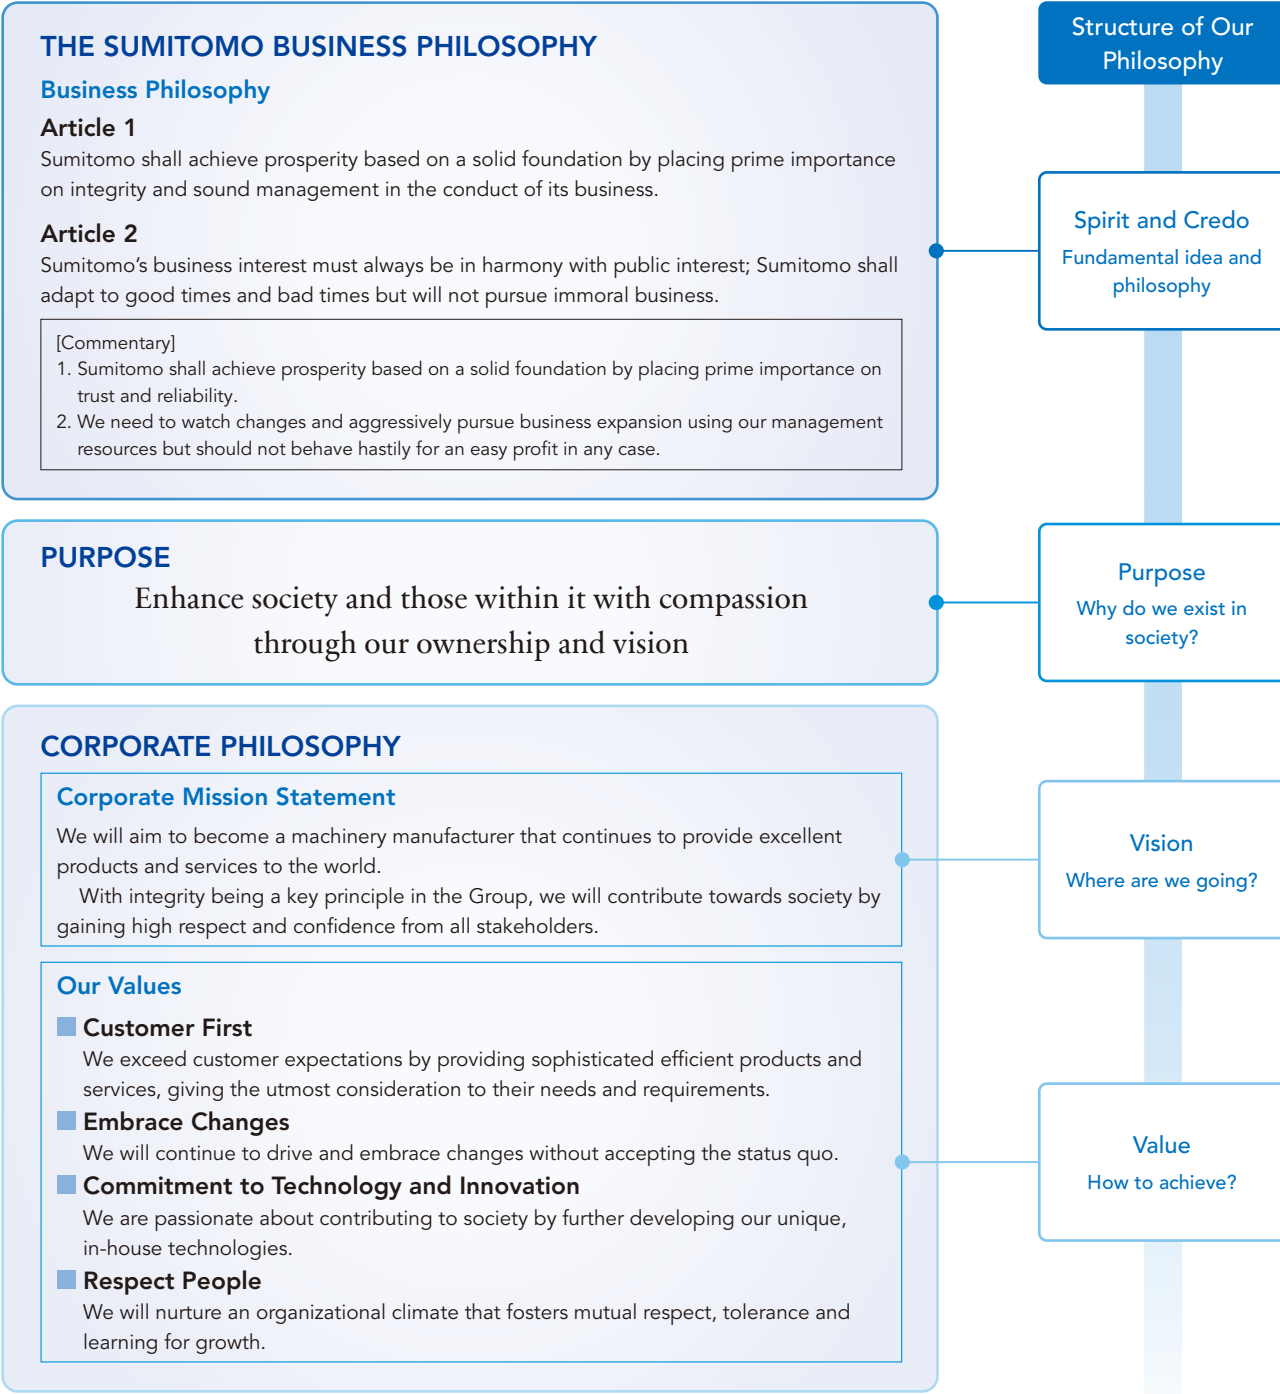 THE SUMITOMO BUSINESS PHILOSOPHY
Business Philosophy
Article 1
Sumitomo shall achieve prosperity based on a solid foundation by placing prime importance
on integrity and sound management in the conduct of its business.
Article 2
Sumitomo’s business interest must always be in harmony with public interest; Sumitomo shall
adapt to good times and bad times but will not pursue immoral business.
[Commentary]
1. Sumitomo shall achieve prosperity based on a solid foundation by placing prime importance on
trust and reliability.
2. We need to watch changes and aggressively pursue business expansion using our management
resources but should not behave hastily for an easy profit in any case.
PURPOSE
Enhance society and those within it with compassion
through our ownership and vision
CORPORATE PHILOSOPHY
Corporate Mission Statement
We will aim to become a machinery manufacturer that continues to provide excellent
products and services to the world.
With integrity being a key principle in the Group, we will contribute towards society by
gaining high respect and confidence from all stakeholders.
Our Values
Customer First
We exceed customer expectations by providing sophisticated efficient products and
services, giving the utmost consideration to their needs and requirements.
Embrace Changes
We will continue to drive and embrace changes without accepting the status quo.
Commitment to Technology and Innovation
We are passionate about contributing to society by further developing our unique,
in-house technologies.
Respect People
We will nurture an organizational climate that fosters mutual respect, tolerance and
learning for growth.
Structure of Our
Philosophy
Spirit and Credo
Fundamental idea and
philosophy
Purpose
Why do we exist in
society?
Vision
Where are we going?
Value
How to achieve?